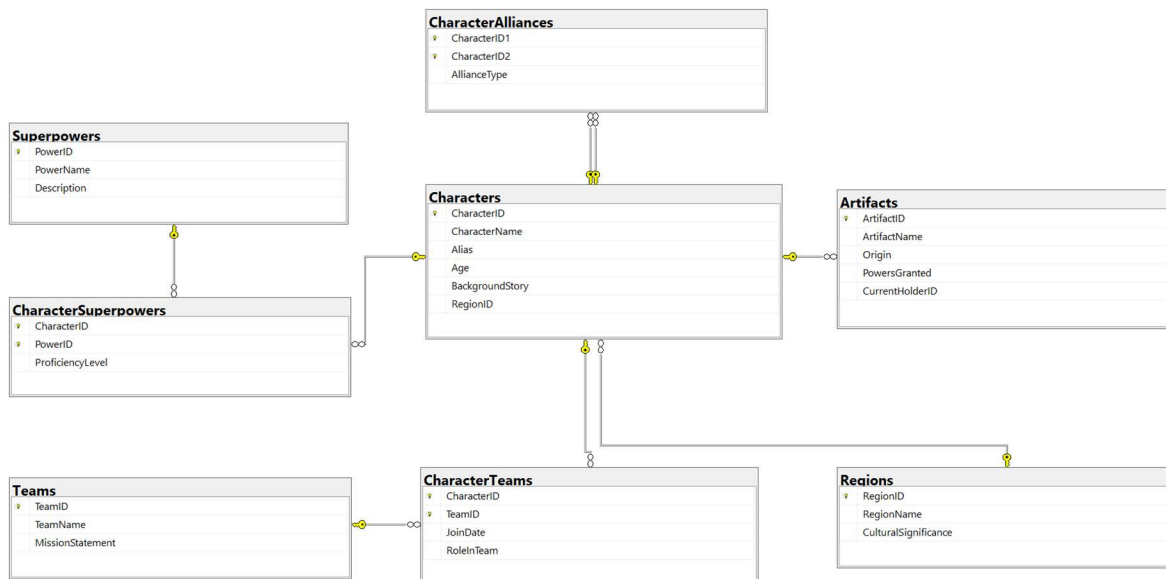 CharacterAlliances
CharacterID1
CharacterID2
AllianceType
Superpowers
PowerID
PowerName
Description
Characters
CharacterID
CharacterName
Alias
Age
BackgroundStory
RegionID
Artifacts
ArtifactID
ArtifactName
Origin
PowersGranted
CurrentHolderID
CharacterSuperpowers
CharacterID
PowerID
ProficiencyLevel
Teams
TeamID
TeamName
MissionStatement
CharacterTeams
CharacterID
TeamID
JoinDate
RoleInTeam
Regions
RegionID
RegionName
CulturalSignificance